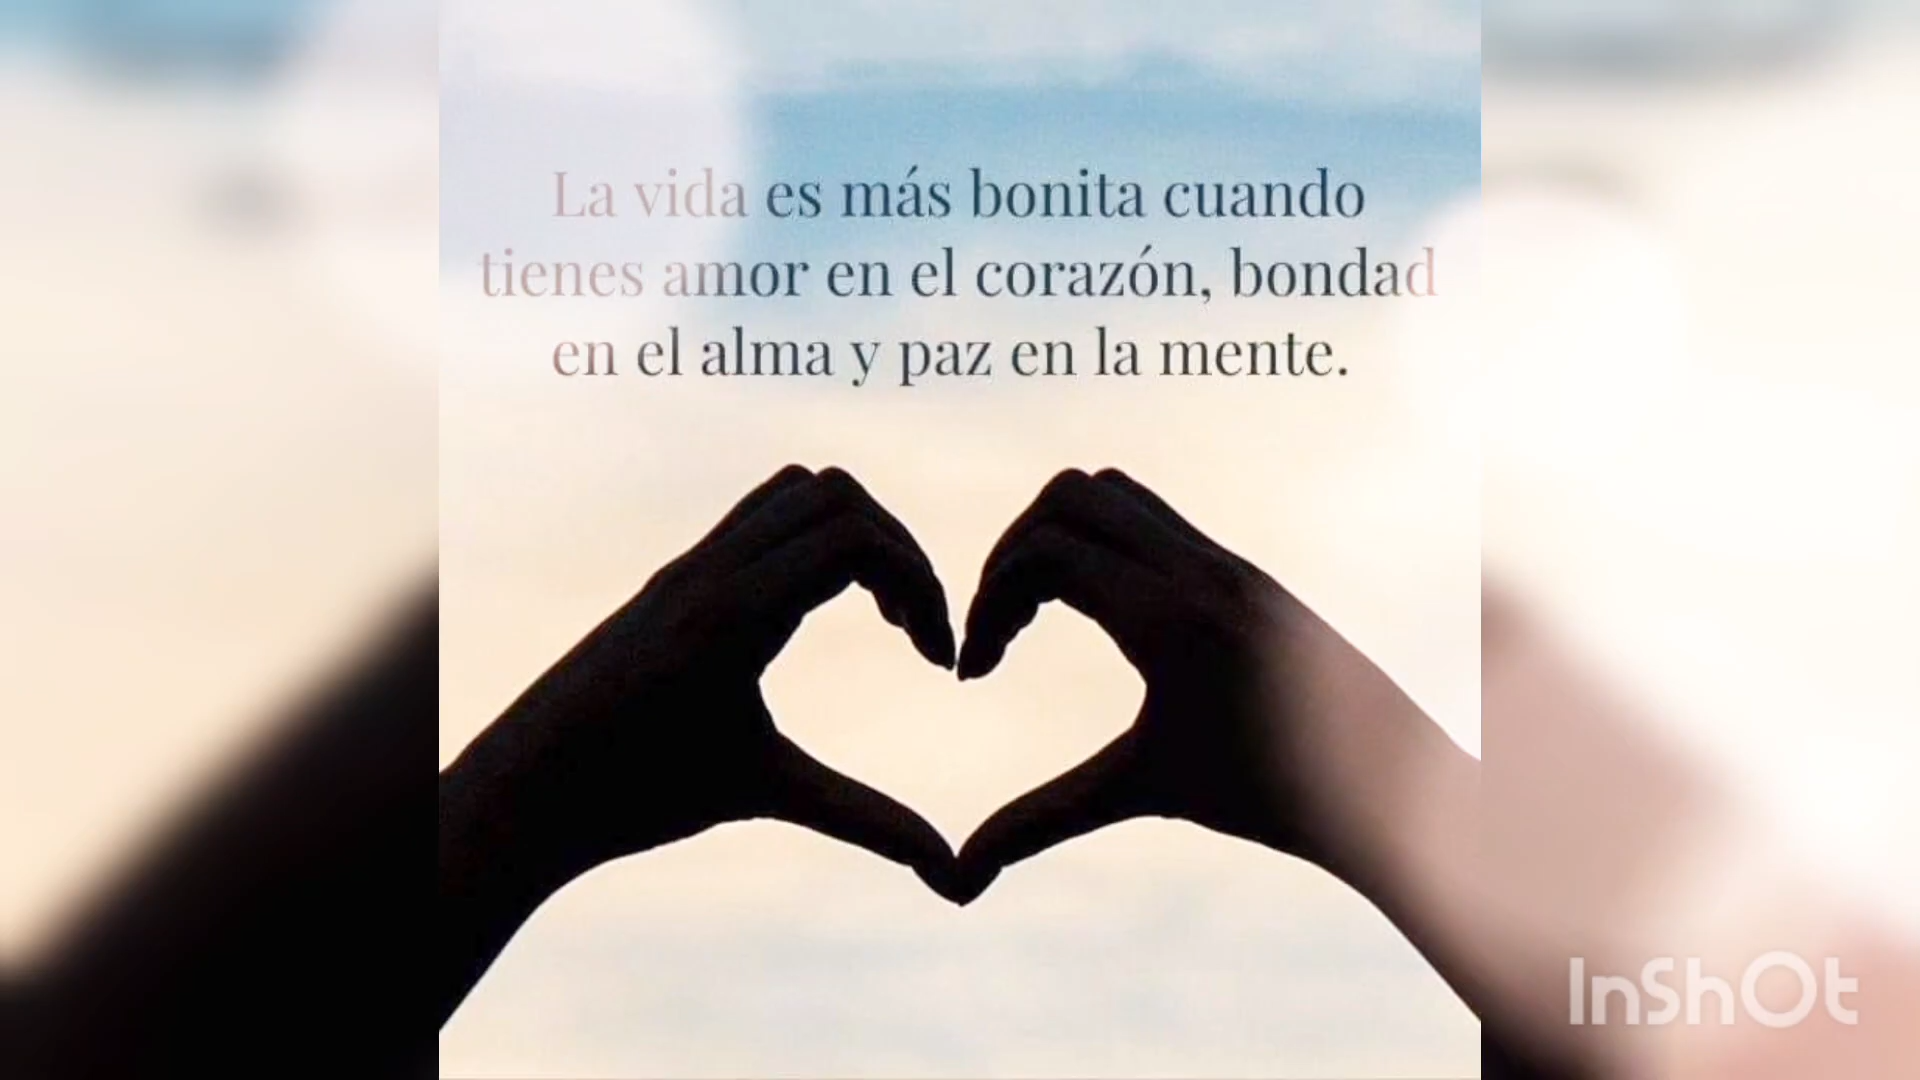 La vida es más bonita cuando
tienes amor en el corazón, bondad
en el alma y paz en la mente.
InShOt